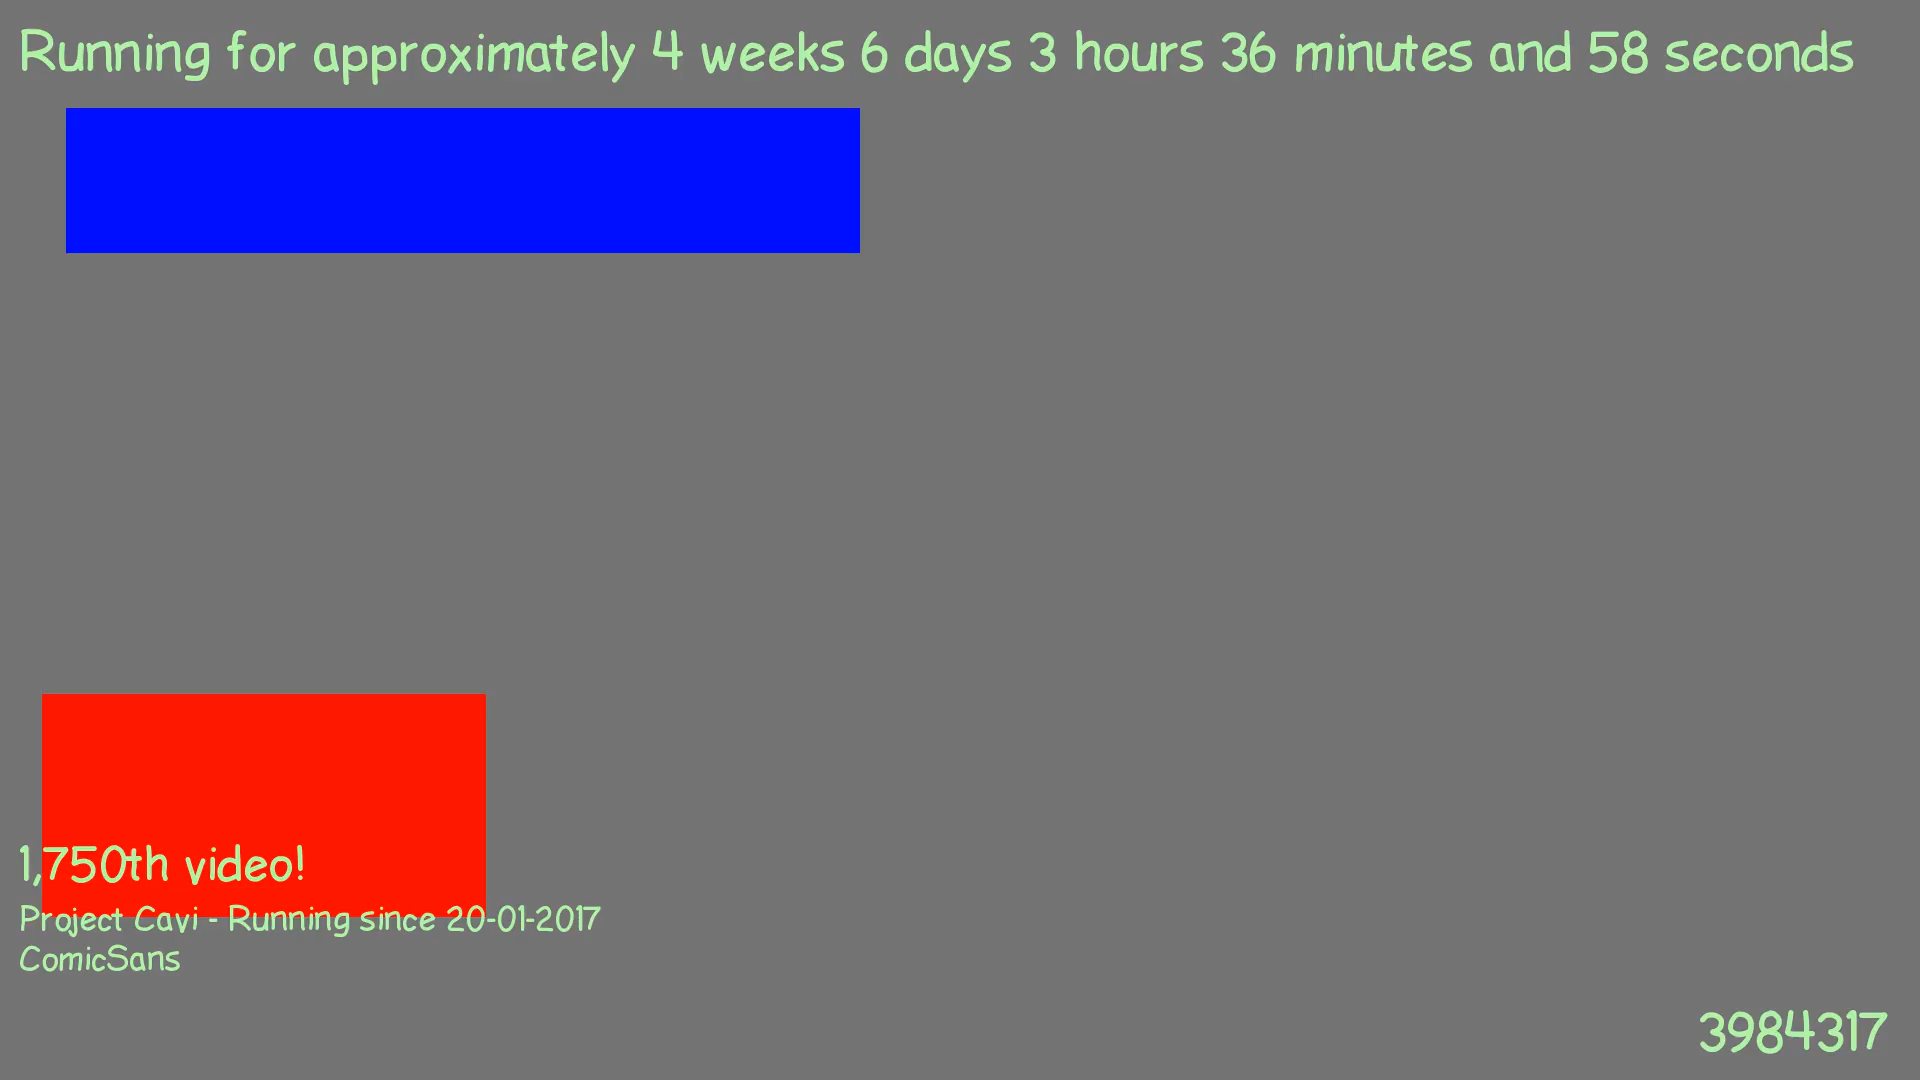 Running for approximately 4 weeks 6 days 3 hours 36 minutes and 58 seconds
1,750th video!
Project Cavi - Running since 20-01-2017
ComicSans
3984317